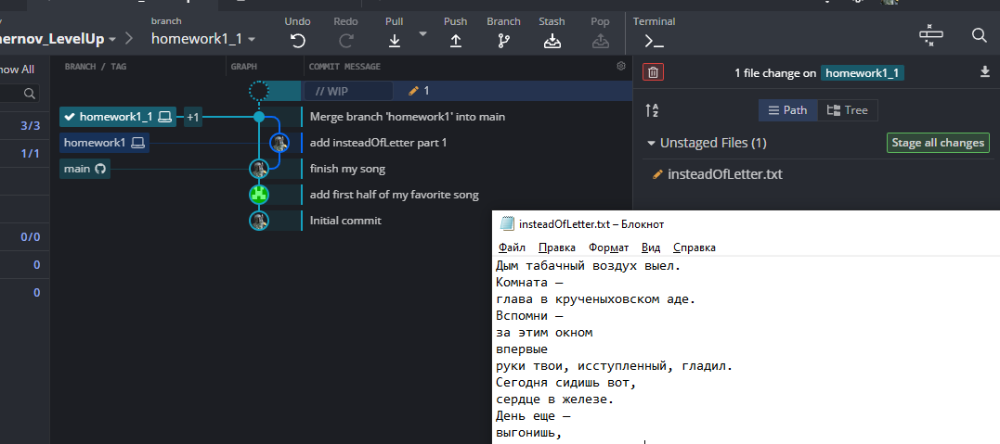 branch
Undo
Redo
Pull
Push
Branch
Stash
Pop
Terminal
ernov_LevelUp
homework1_1
now All
BRANCH / TAG
GRAPH
COMMIT MESSAGE
1 file change on homework1_1
// WIP
1
homework1_1
+1
Merge branch 'homework1' into main
Path
Tree
3/3
homework1
add insteadOfLetter part 1
Unstaged Files (1)
Stage all changes
1/1
main
finish my song
insteadOfLetter.txt
add first half of my favorite song
Initial commit
0/0
0
0
insteadOfLetter.txt – Блокнот
Файл Правка Формат Вид Справка
Дым табачный воздух выел.
Комната —
глава в крученыховском аде.
Вспомни —
за этим окном
впервые
руки твои, исступленный, гладил.
Сегодня сидишь вот,
сердце в железе.
День еще —
выгонишь,